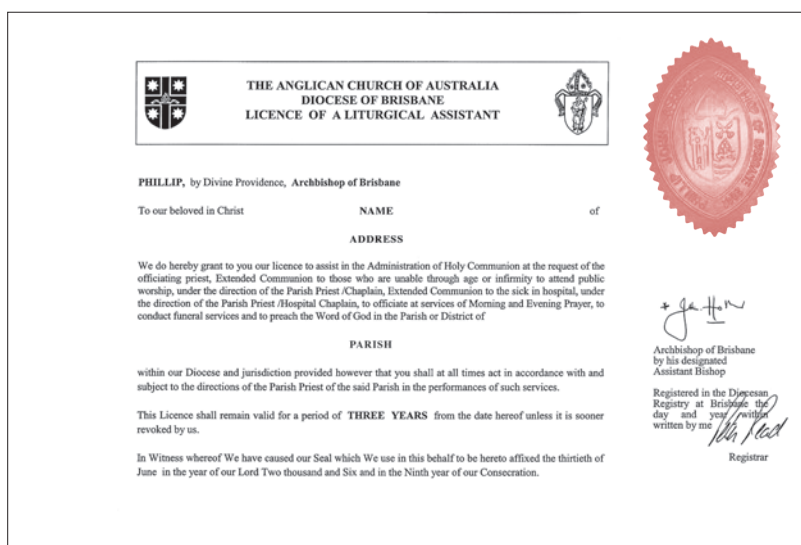 THE ANGLICAN CHURCH OF AUSTRALIA
DIOCESE OF BRISBANE
LICENCE OF A LITURGICAL ASSISTANT
PHILLIP, by Divine Providence, Archbishop of Brisbane
To our beloved in Christ NAME of
ADDRESS
We do hereby grant to you our licence to assist in the Administration of Holy Communion at the request of the
officiating priest, Extended Communion to those who are unable through age or infirmity to attend public
worship, under the direction of the Parish Priest /Chaplain, Extended Communion to the sick in hospital, under
the direction of the Parish Priest /Hospital Chaplain, to officiate at services of Morning and Evening Prayer, to
conduct funeral services and to preach the Word of God in the Parish or District of
PARISH
within our Diocese and jurisdiction provided however that you shall at all times act in accordance with and
subject to the directions of the Parish Priest of the said Parish in the performances of such services.
This Licence shall remain valid for a period of THREE YEARS from the date hereof unless it is sooner
revoked by us.
In Witness whereof We have caused our Seal which We use in this behalf to be hereto affixed the thirtieth of
June in the year of our Lord Two thousand and Six and in the Ninth year of our Consecration.
OF BRISBANE
PHILLIP JOHN
Archbishop of Brisbane
by his designated
Assistant Bishop
Registered in the Diocesan
Registry at Brisbane the
day and year within
written by me
Registrar